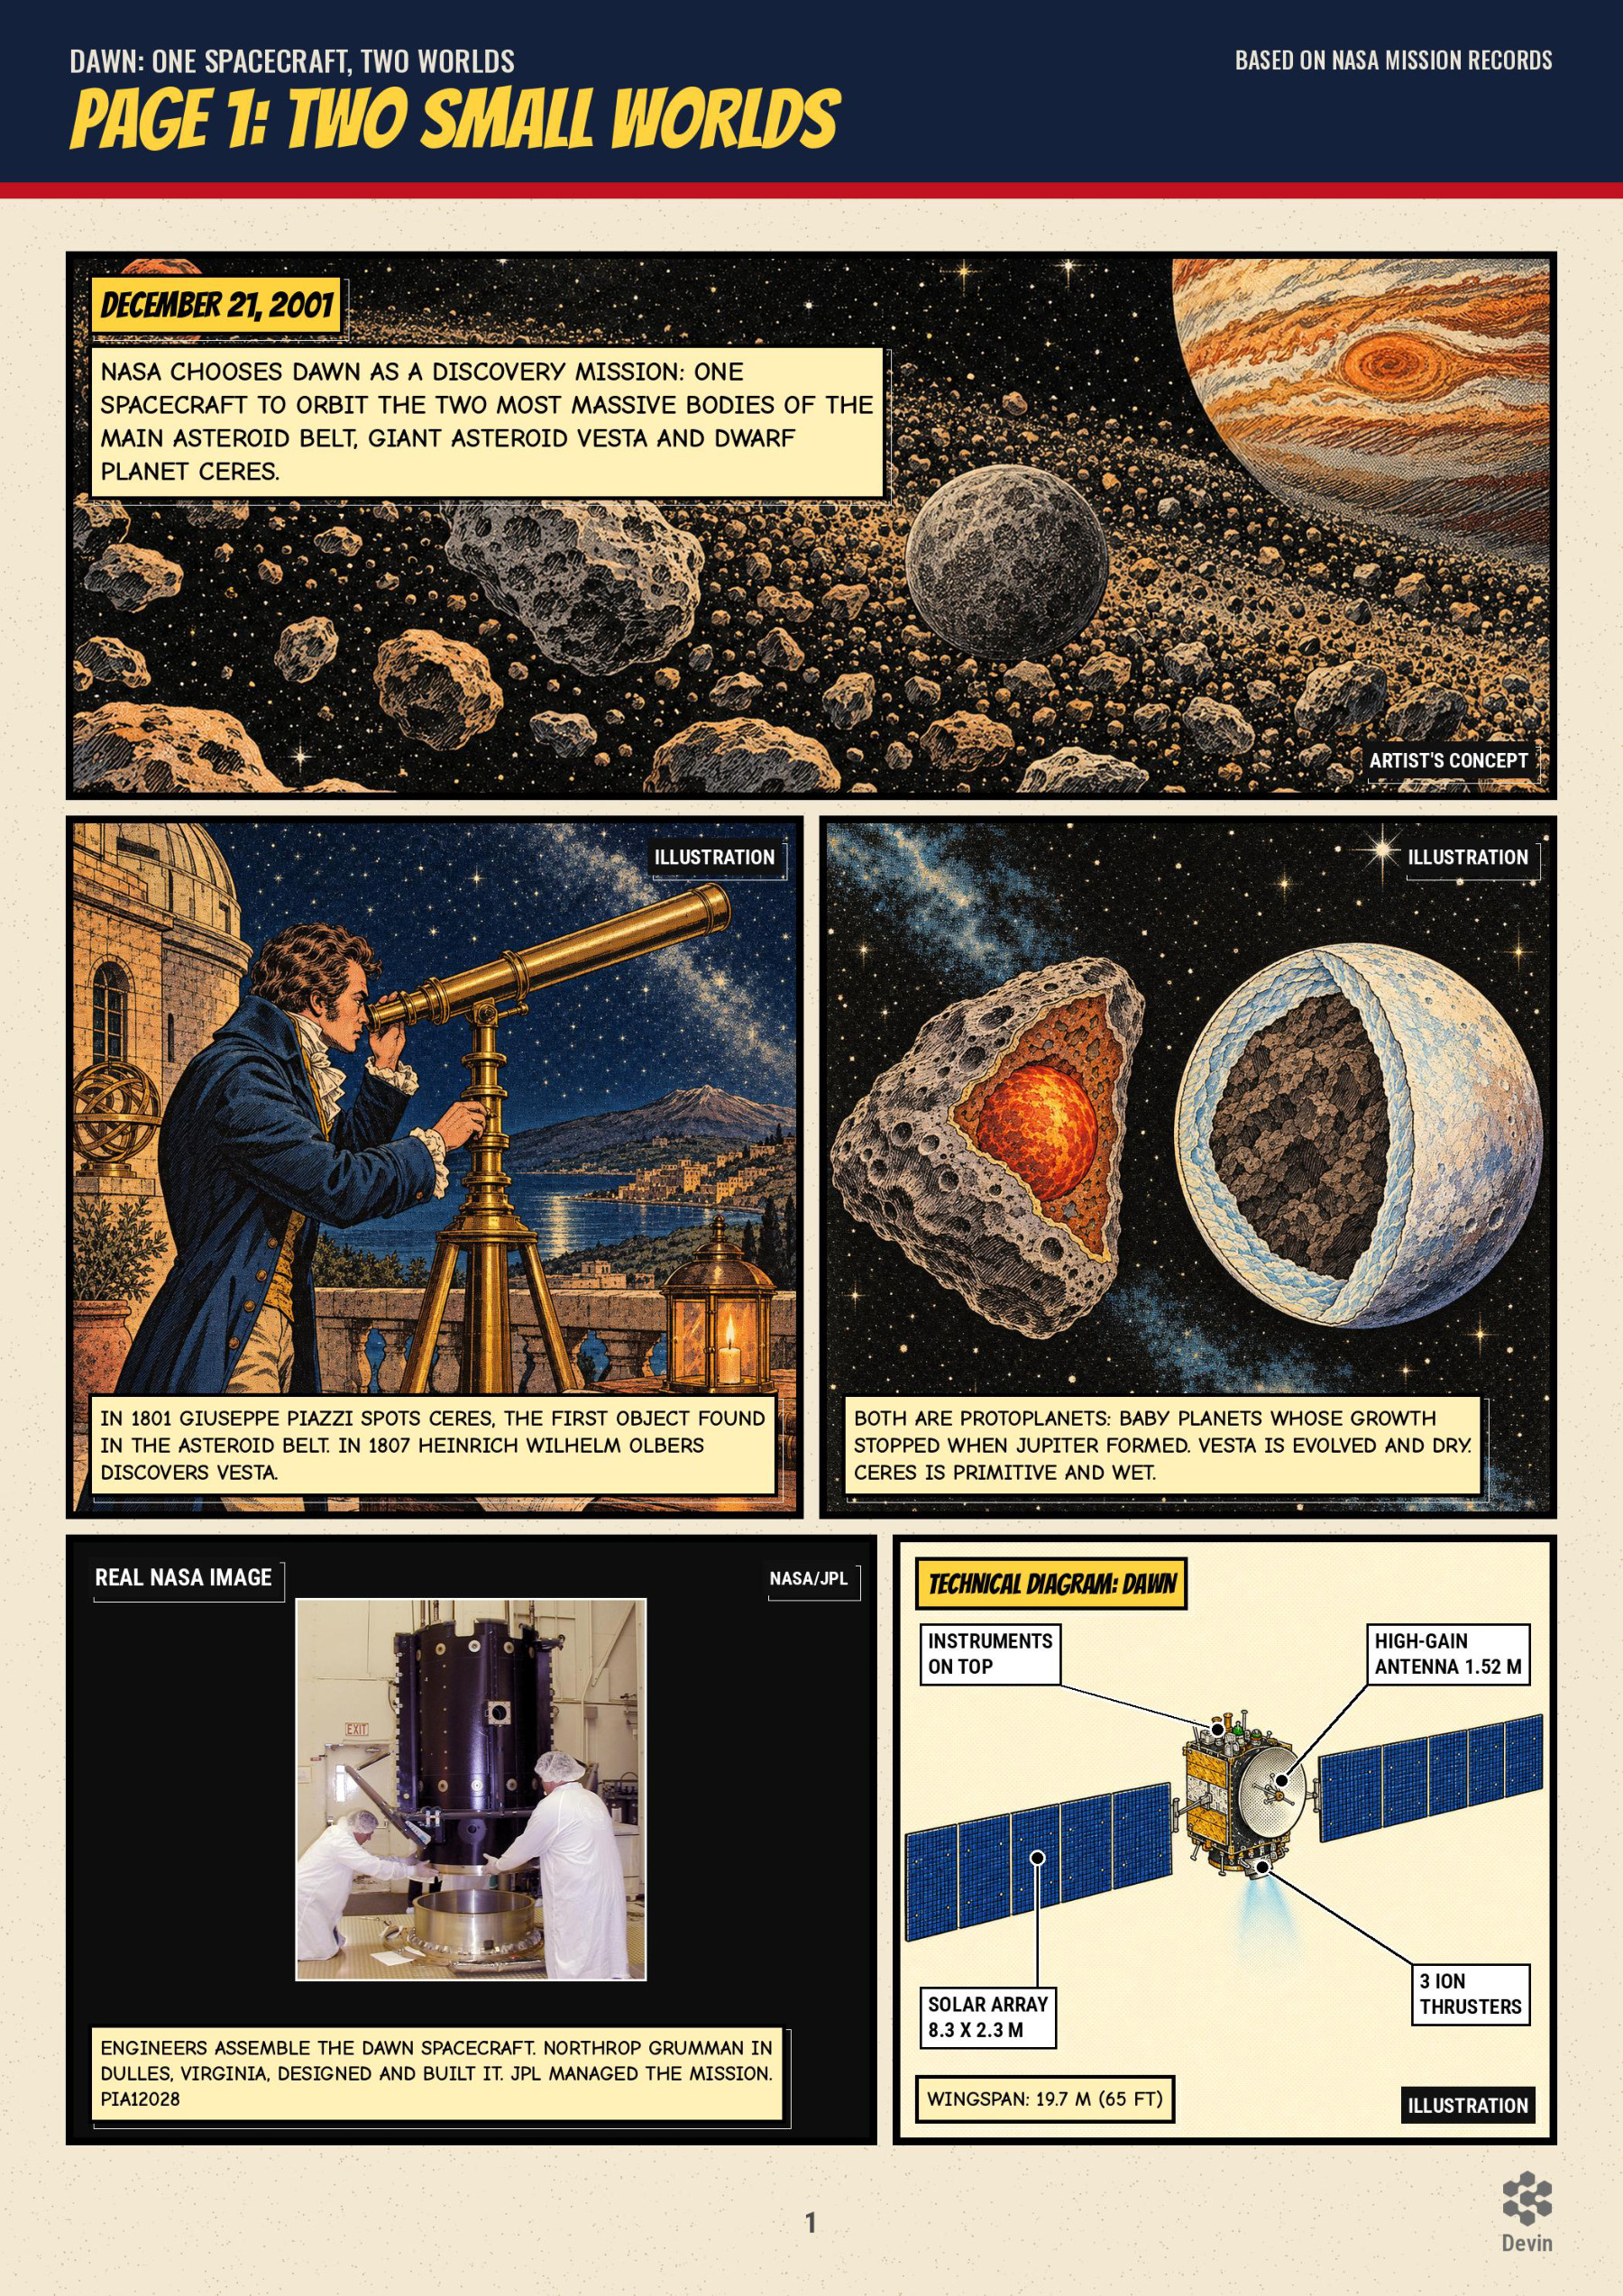 DAWN: ONE SPACECRAFT, TWO WORLDS
BASED ON NASA MISSION RECORDS
PAGE 1: TWO SMALL WORLDS
DECEMBER 21, 2001
NASA CHOOSES DAWN AS A DISCOVERY MISSION: ONE
SPACECRAFT TO ORBIT THE TWO MOST MASSIVE BODIES OF THE
MAIN ASTEROID BELT, GIANT ASTEROID VESTA AND DWARF
PLANET CERES.
ARTIST'S CONCEPT
ILLUSTRATION
IN 1801 GIUSEPPE PIAZZI SPOTS CERES, THE FIRST OBJECT FOUND
IN THE ASTEROID BELT. IN 1807 HEINRICH WILHELM OLBERS
DISCOVERS VESTA.
ILLUSTRATION
BOTH ARE PROTOPLANETS: BABY PLANETS WHOSE GROWTH
STOPPED WHEN JUPITER FORMED. VESTA IS EVOLVED AND DRY.
CERES IS PRIMITIVE AND WET.
REAL NASA IMAGE
NASA/JPL
EXIT
ENGINEERS ASSEMBLE THE DAWN SPACECRAFT. NORTHROP GRUMMAN IN
DULLES, VIRGINIA, DESIGNED AND BUILT IT. JPL MANAGED THE MISSION.
PIA12028
TECHNICAL DIAGRAM: DAWN
INSTRUMENTS
ON TOP
HIGH-GAIN
ANTENNA 1.52 M
SOLAR ARRAY
8.3 X 2.3 M
3 ION
THRUSTERS
WINGSPAN: 19.7 M (65 FT)
ILLUSTRATION
1
Devin